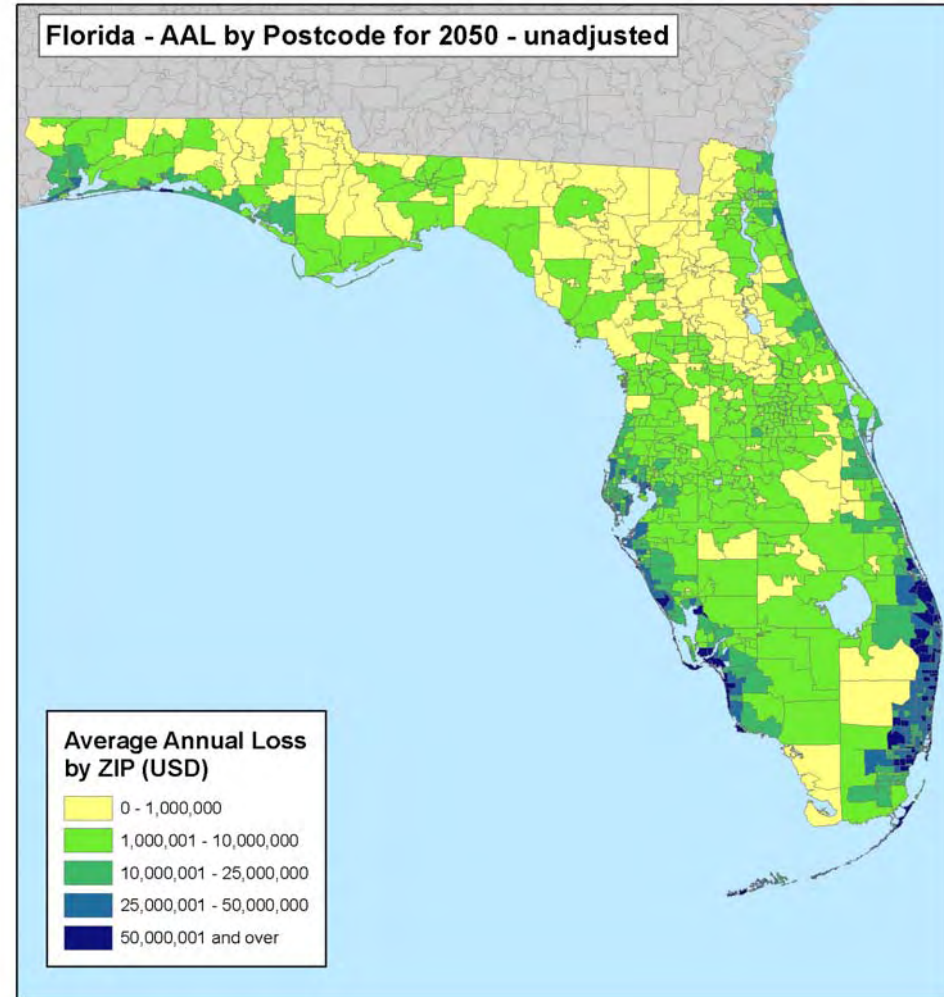 Florida - AAL by Postcode for 2050 - unadjusted
Average Annual Loss
by ZIP (USD)
0 - 1,000,000
1,000,001 - 10,000,000
10,000,001 - 25,000,000
25,000,001 - 50,000,000
50,000,001 and over